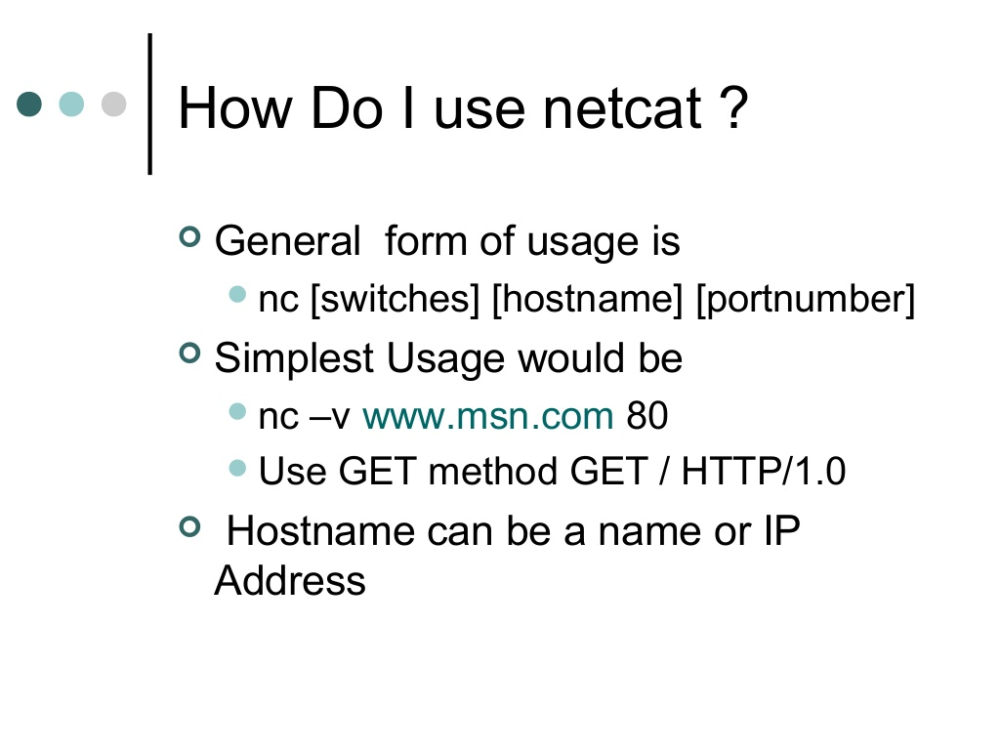 How Do I use netcat ?
General  form of usage is
nc [switches] [hostname] [portnumber]
Simplest Usage would be
nc –v www.msn.com 80
Use GET method GET / HTTP/1.0
Hostname can be a name or IP
Address